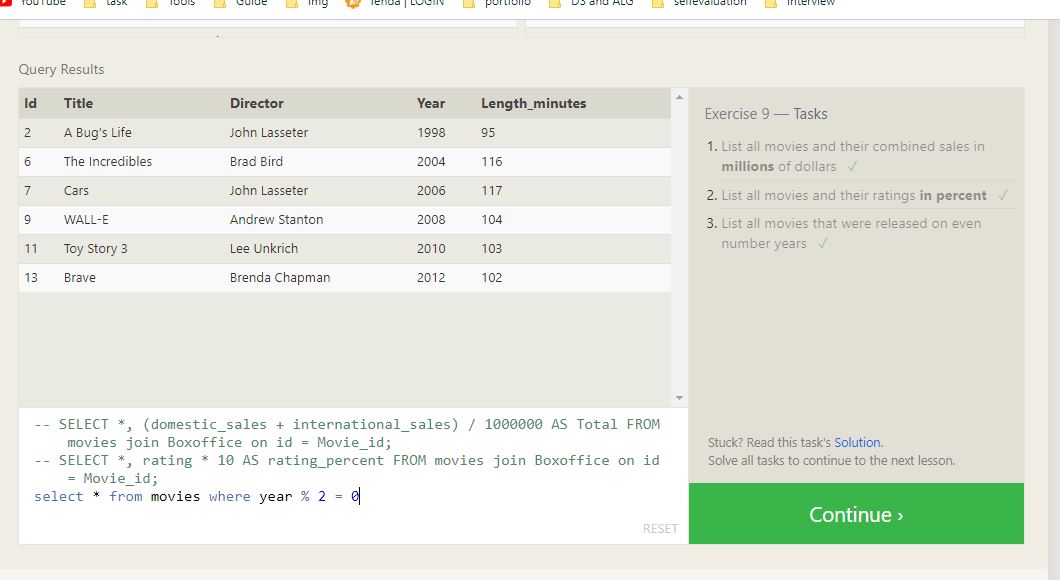 YouTube task Tools Guide img Tenda | LOGIN portfolio DS and ALG selfevaluation interview
Query Results
Id Title Director Year Length_minutes
2 A Bug's Life John Lasseter 1998 95
6 The Incredibles Brad Bird 2004 116
7 Cars John Lasseter 2006 117
9 WALL-E Andrew Stanton 2008 104
11 Toy Story 3 Lee Unkrich 2010 103
13 Brave Brenda Chapman 2012 102
Exercise 9 — Tasks
1. List all movies and their combined sales in
millions of dollars ✓
2. List all movies and their ratings in percent ✓
3. List all movies that were released on even
number years ✓
-- SELECT *, (domestic_sales + international_sales) / 1000000 AS Total FROM
movies join Boxoffice on id = Movie_id;
-- SELECT *, rating * 10 AS rating_percent FROM movies join Boxoffice on id
= Movie_id;
select * from movies where year % 2 = 0
RESET
Stuck? Read this task's Solution.
Solve all tasks to continue to the next lesson.
Continue ›